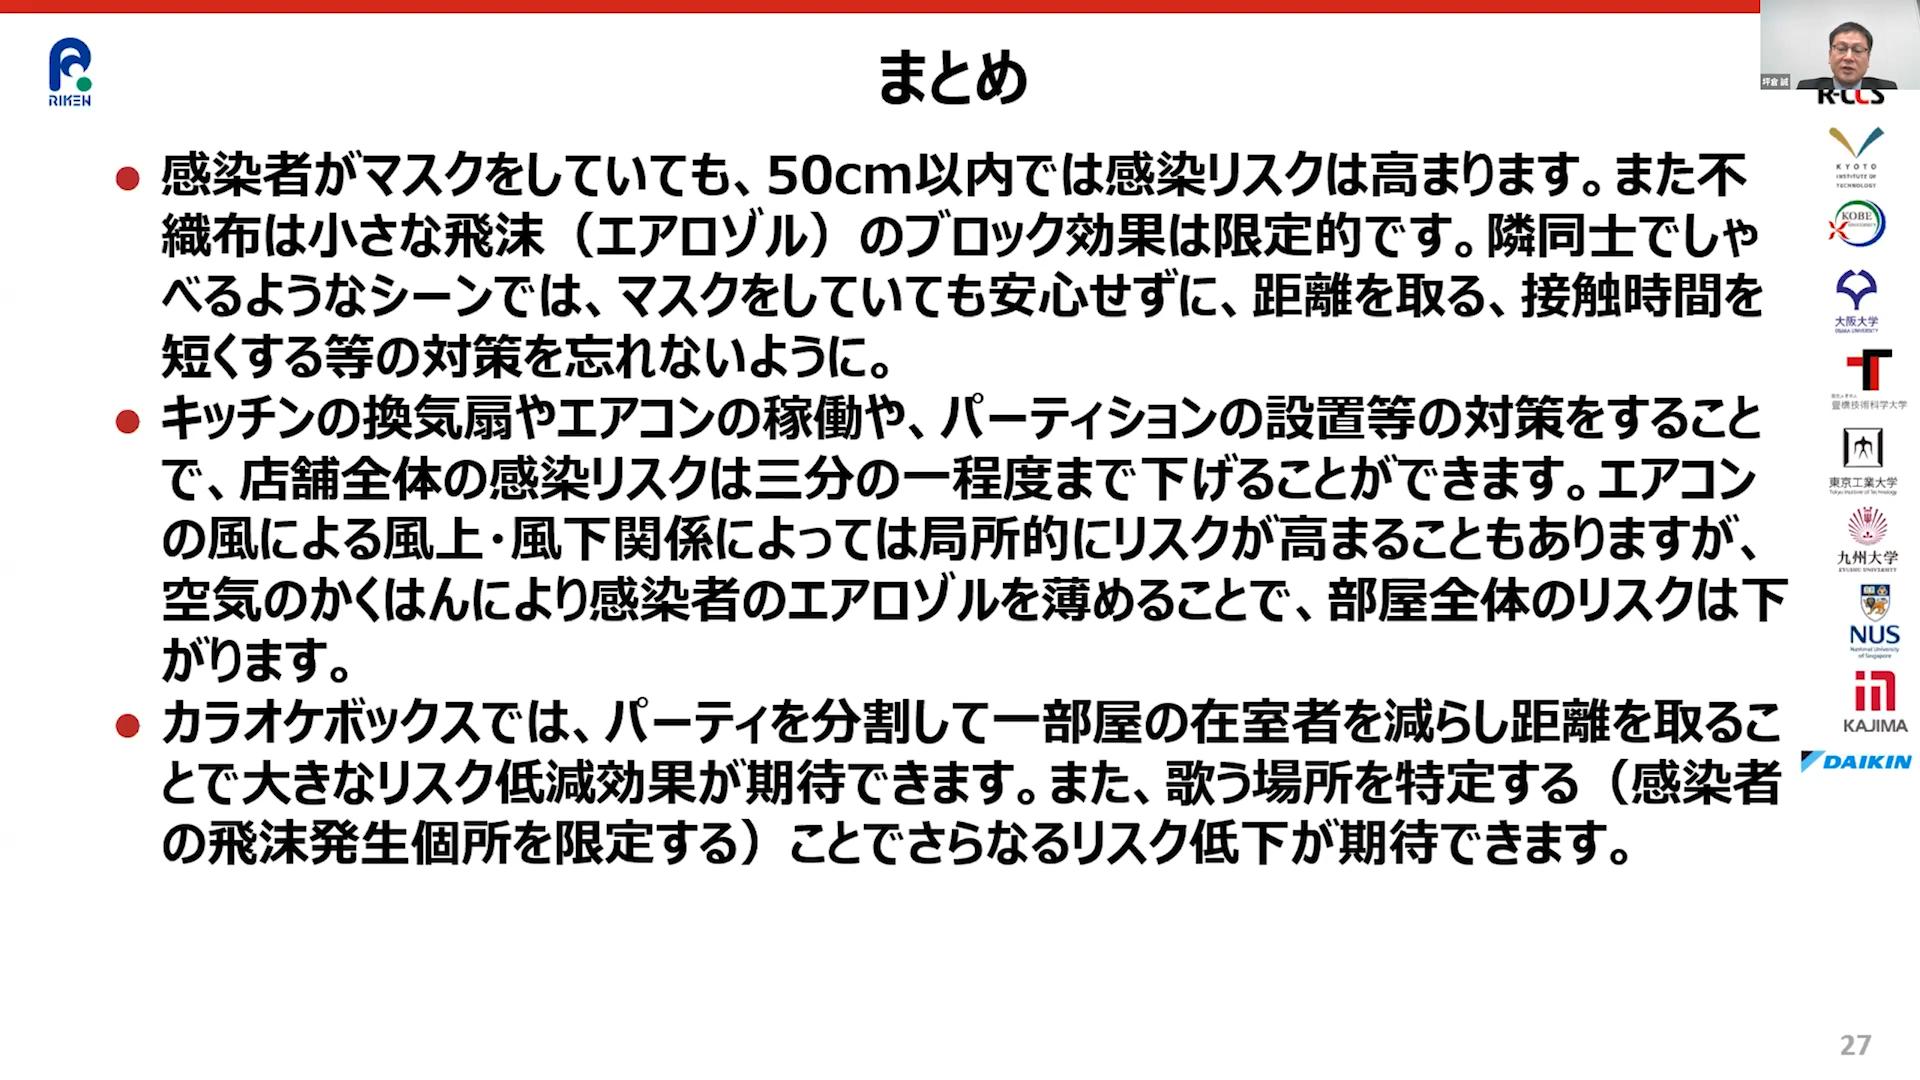 まとめ
RIKEN
坪倉 誠
R-CCS
感染者がマスクをしていても、50cm以内では感染リスクは高まります。また不
織布は小さな飛沫（エアロゾル）のブロック効果は限定的です。隣同士でしゃ
べるようなシーンでは、マスクをしていても安心せずに、距離を取る、接触時間を
短くする等の対策を忘れないように。
キッチンの換気扇やエアコンの稼働や、パーティションの設置等の対策をすること
で、店舗全体の感染リスクは三分の一程度まで下げることができます。エアコン
の風による風上・風下関係によっては局所的にリスクが高まることもありますが、
空気のかくはんにより感染者のエアロゾルを薄めることで、部屋全体のリスクは下
がります。
カラオケボックスでは、パーティを分割して一部屋の在室者を減らし距離を取るこ
とで大きなリスク低減効果が期待できます。また、歌う場所を特定する（感染者
の飛沫発生個所を限定する）ことでさらなるリスク低下が期待できます。
KYOTO
INSTITUTE OF
TECHNOLOGY
KOBE
UNIVERSITY
大阪大学
OSAKA UNIVERSITY
豊橋技術科学大学
東京工業大学
Tokyo Institute of Technology
九州大学
KYUSHU UNIVERSITY
NUS
National University
of Singapore
KAJIMA
DAIKIN
27